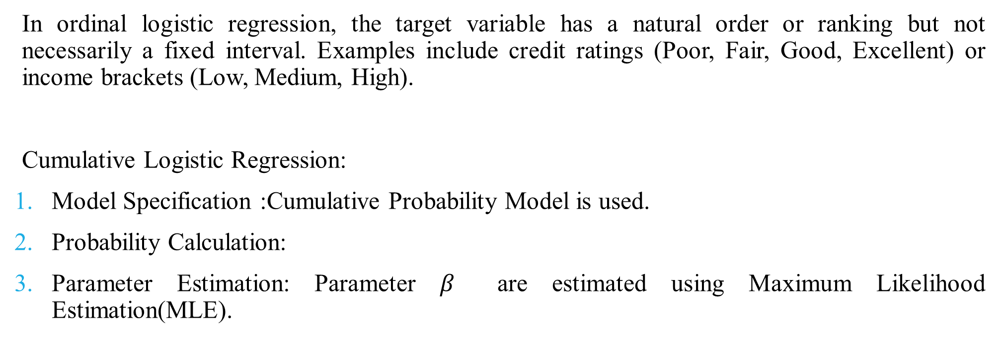 In ordinal logistic regression, the target variable has a natural order or ranking but not
necessarily a fixed interval. Examples include credit ratings (Poor, Fair, Good, Excellent) or
income brackets (Low, Medium, High).
Cumulative Logistic Regression:
1. Model Specification :Cumulative Probability Model is used.
2. Probability Calculation:
3. Parameter Estimation: Parameter β are estimated using Maximum Likelihood
Estimation(MLE).